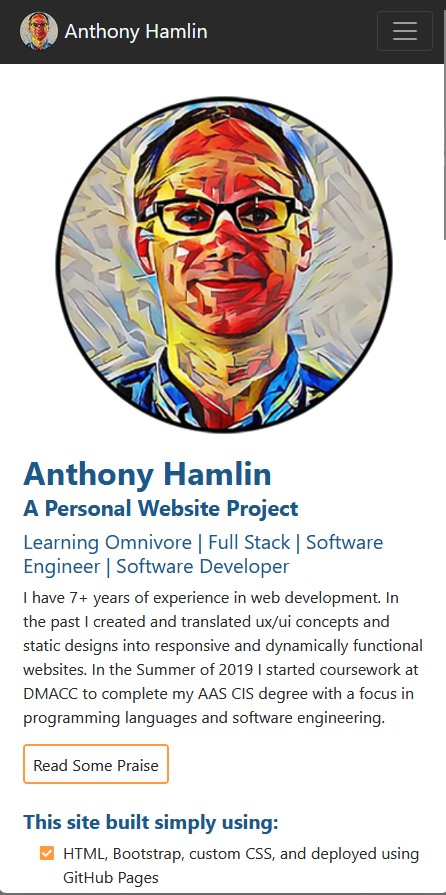 Anthony Hamlin
Anthony Hamlin
A Personal Website Project
Learning Omnivore | Full Stack | Software
Engineer | Software Developer
I have 7+ years of experience in web development. In
the past I created and translated ux/ui concepts and
static designs into responsive and dynamically functional
websites. In the Summer of 2019 I started coursework at
DMACC to complete my AAS CIS degree with a focus in
programming languages and software engineering.
Read Some Praise
This site built simply using:
HTML, Bootstrap, custom CSS, and deployed using
GitHub Pages